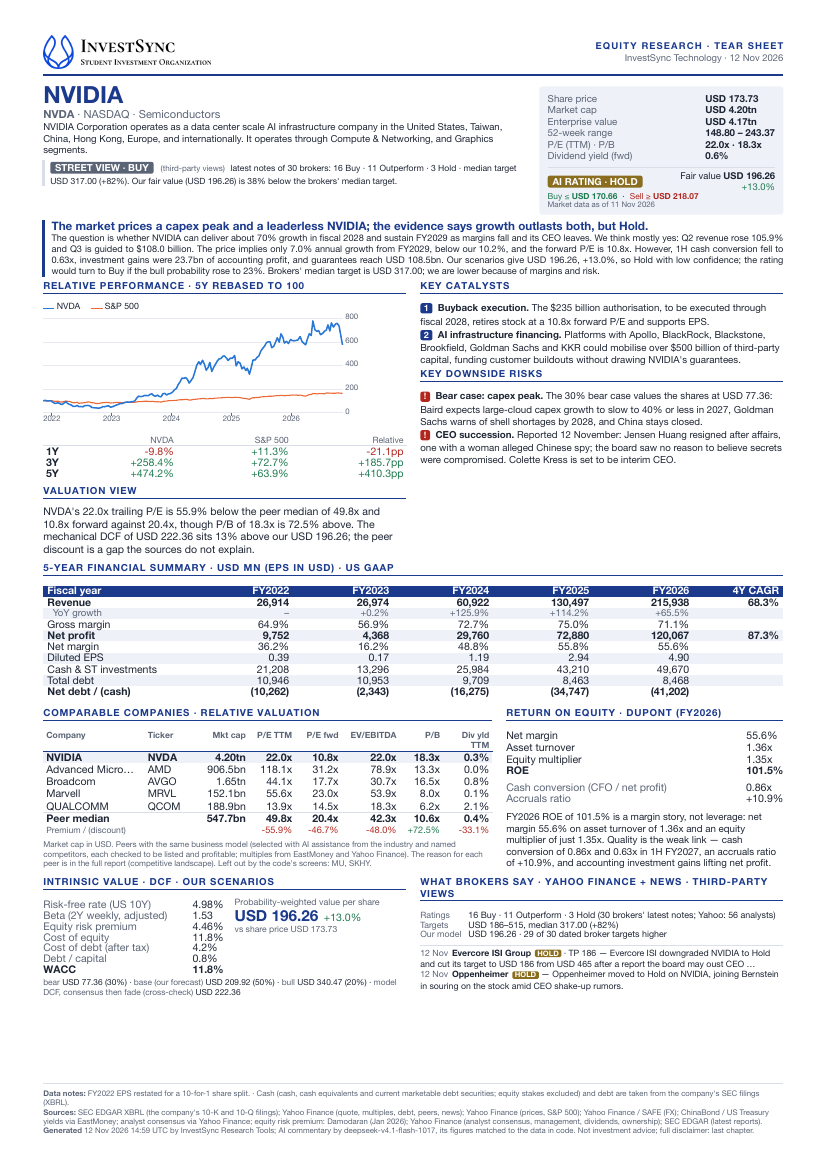 INVESTSYNC
STUDENT INVESTMENT ORGANIZATION
EQUITY RESEARCH · TEAR SHEET
InvestSync Technology · 12 Nov 2026
NVIDIA
NVDA · NASDAQ · Semiconductors
NVIDIA Corporation operates as a data center scale AI infrastructure company in the United States, Taiwan,
China, Hong Kong, Europe, and internationally. It operates through Compute & Networking, and Graphics
segments.
STREET VIEW · BUY (third-party views) latest notes of 30 brokers: 16 Buy · 11 Outperform · 3 Hold · median target
USD 317.00 (+82%). Our fair value (USD 196.26) is 38% below the brokers' median target.
Share price USD 173.73
Market cap USD 4.20tn
Enterprise value USD 4.17tn
52-week range 148.80 – 243.37
P/E (TTM) · P/B 22.0x · 18.3x
Dividend yield (fwd) 0.6%
AI RATING · HOLD Fair value USD 196.26
+13.0%
Buy ≤ USD 170.66 · Sell ≥ USD 218.07
Market data as of 11 Nov 2026
The market prices a capex peak and a leaderless NVIDIA; the evidence says growth outlasts both, but Hold.
The question is whether NVIDIA can deliver about 70% growth in fiscal 2028 and sustain FY2029 as margins fall and its CEO leaves. We think mostly yes: Q2 revenue rose 105.9%
and Q3 is guided to $108.0 billion. The price implies only 7.0% annual growth from FY2029, below our 10.2%, and the forward P/E is 10.8x. However, 1H cash conversion fell to
0.63x, investment gains were 23.7bn of accounting profit, and guarantees reach USD 108.5bn. Our scenarios give USD 196.26, +13.0%, so Hold with low confidence; the rating
would turn to Buy if the bull probability rose to 23%. Brokers' median target is USD 317.00; we are lower because of margins and risk.
RELATIVE PERFORMANCE · 5Y REBASED TO 100
NVDA S&P 500
800
600
400
200
0
2022 2023 2024 2025 2026
NVDA S&P 500 Relative
1Y -9.8% +11.3% -21.1pp
3Y +258.4% +72.7% +185.7pp
5Y +474.2% +63.9% +410.3pp
VALUATION VIEW
NVDA's 22.0x trailing P/E is 55.9% below the peer median of 49.8x and
10.8x forward against 20.4x, though P/B of 18.3x is 72.5% above. The
mechanical DCF of USD 222.36 sits 13% above our USD 196.26; the peer
discount is a gap the sources do not explain.
KEY CATALYSTS
1 Buyback execution. The $235 billion authorisation, to be executed through
fiscal 2028, retires stock at a 10.8x forward P/E and supports EPS.
2 AI infrastructure financing. Platforms with Apollo, BlackRock, Blackstone,
Brookfield, Goldman Sachs and KKR could mobilise over $500 billion of third-party
capital, funding customer buildouts without drawing NVIDIA's guarantees.
KEY DOWNSIDE RISKS
! Bear case: capex peak. The 30% bear case values the shares at USD 77.36:
Baird expects large-cloud capex growth to slow to 40% or less in 2027, Goldman
Sachs warns of shell shortages by 2028, and China stays closed.
! CEO succession. Reported 12 November: Jensen Huang resigned after affairs,
one with a woman alleged Chinese spy; the board saw no reason to believe secrets
were compromised. Colette Kress is set to be interim CEO.
5-YEAR FINANCIAL SUMMARY · USD MN (EPS IN USD) · US GAAP
Fiscal year FY2022 FY2023 FY2024 FY2025 FY2026 4Y CAGR
Revenue 26,914 26,974 60,922 130,497 215,938 68.3%
YoY growth – +0.2% +125.9% +114.2% +65.5%
Gross margin 64.9% 56.9% 72.7% 75.0% 71.1%
Net profit 9,752 4,368 29,760 72,880 120,067 87.3%
Net margin 36.2% 16.2% 48.8% 55.8% 55.6%
Diluted EPS 0.39 0.17 1.19 2.94 4.90
Cash & ST investments 21,208 13,296 25,984 43,210 49,670
Total debt 10,946 10,953 9,709 8,463 8,468
Net debt / (cash) (10,262) (2,343) (16,275) (34,747) (41,202)
COMPARABLE COMPANIES · RELATIVE VALUATION
Company Ticker Mkt cap P/E TTM P/E fwd EV/EBITDA P/B Div yld
TTM
NVIDIA NVDA 4.20tn 22.0x 10.8x 22.0x 18.3x 0.3%
Advanced Micro… AMD 906.5bn 118.1x 31.2x 78.9x 13.3x 0.0%
Broadcom AVGO 1.65tn 44.1x 17.7x 30.7x 16.5x 0.8%
Marvell MRVL 152.1bn 55.6x 23.0x 53.9x 8.0x 0.1%
QUALCOMM QCOM 188.9bn 13.9x 14.5x 18.3x 6.2x 2.1%
Peer median 547.7bn 49.8x 20.4x 42.3x 10.6x 0.4%
Premium / (discount) -55.9% -46.7% -48.0% +72.5% -33.1%
Market cap in USD. Peers with the same business model (selected with AI assistance from the industry and named
competitors, each checked to be listed and profitable; multiples from EastMoney and Yahoo Finance). The reason for each
peer is in the full report (competitive landscape). Left out by the code's screens: MU, SKHY.
RETURN ON EQUITY · DUPONT (FY2026)
Net margin 55.6%
Asset turnover 1.36x
Equity multiplier 1.35x
ROE 101.5%
Cash conversion (CFO / net profit) 0.86x
Accruals ratio +10.9%
FY2026 ROE of 101.5% is a margin story, not leverage: net
margin 55.6% on asset turnover of 1.36x and an equity
multiplier of just 1.35x. Quality is the weak link — cash
conversion of 0.86x and 0.63x in 1H FY2027, an accruals ratio
of +10.9%, and accounting investment gains lifting net profit.
INTRINSIC VALUE · DCF · OUR SCENARIOS
Risk-free rate (US 10Y) 4.98%
Beta (2Y weekly, adjusted) 1.53
Equity risk premium 4.46%
Cost of equity 11.8%
Cost of debt (after tax) 4.2%
Debt / capital 0.8%
WACC 11.8%
Probability-weighted value per share
USD 196.26 +13.0%
vs share price USD 173.73
bear USD 77.36 (30%) · base (our forecast) USD 209.92 (50%) · bull USD 340.47 (20%) · model
DCF, consensus then fade (cross-check) USD 222.36
WHAT BROKERS SAY · YAHOO FINANCE + NEWS · THIRD-PARTY
VIEWS
Ratings 16 Buy · 11 Outperform · 3 Hold (30 brokers' latest notes; Yahoo: 56 analysts)
Targets USD 186–515, median 317.00 (+82%)
Our model USD 196.26 · 29 of 30 dated broker targets higher
12 Nov Evercore ISI Group HOLD · TP 186 — Evercore ISI downgraded NVIDIA to Hold
and cut its target to USD 186 from USD 465 after a report the board may oust CEO …
12 Nov Oppenheimer HOLD — Oppenheimer moved to Hold on NVIDIA, joining Bernstein
in souring on the stock amid CEO shake-up rumors.
Data notes: FY2022 EPS restated for a 10-for-1 share split. · Cash (cash, cash equivalents and current marketable debt securities; equity stakes excluded) and debt are taken from the company's SEC filings
(XBRL).
Sources: SEC EDGAR XBRL (the company's 10-K and 10-Q filings); Yahoo Finance (quote, multiples, debt, peers, news); Yahoo Finance (prices, S&P 500); Yahoo Finance / SAFE (FX); ChinaBond / US Treasury
yields via EastMoney; analyst consensus via Yahoo Finance; equity risk premium: Damodaran (Jan 2026); Yahoo Finance (analyst consensus, management, dividends, ownership); SEC EDGAR (latest reports).
Generated 12 Nov 2026 14:59 UTC by InvestSync Research Tools; AI commentary by deepseek-v4.1-flash-1017, its figures matched to the data in code. Not investment advice; full disclaimer: last chapter.